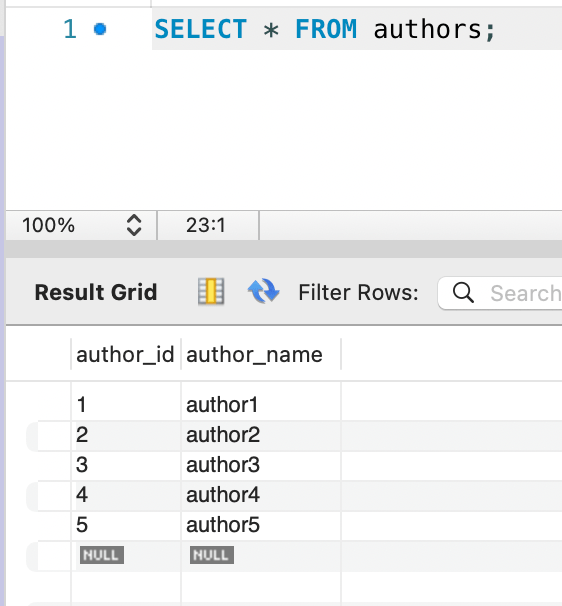 1 SELECT * FROM authors;
100% 23:1
Result Grid Filter Rows: Search
author_id author_name
1 author1
2 author2
3 author3
4 author4
5 author5
NULL NULL